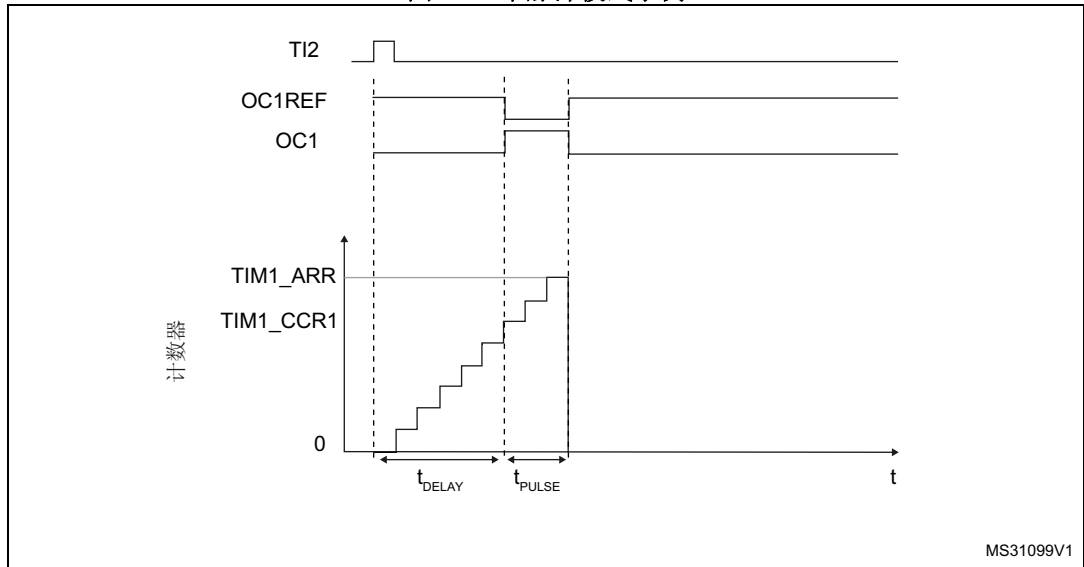 TI2
OC1REF
OC1
TIM1_ARR
TIM1_CCR1
计数器
0
tDELAY
tPULSE
t
MS31099V1